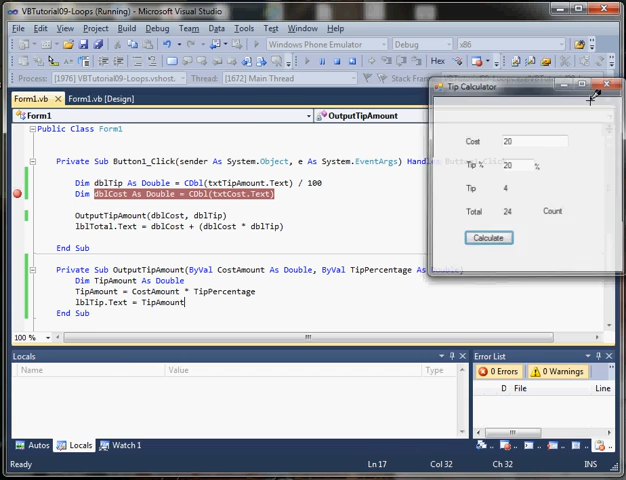 VBTutorial09-Loops (Running) - Microsoft Visual Studio
File Edit View Project Build Debug Team Data Tools Test Window Help
Windows Phone Emulator Debug x86
Process: [1976] VBTutorial09-Loops.vshost. Thread: [1672] Main Thread Stack Fram
Form1.vb Form1.vb [Design]
Form1 OutputTipAmount
Public Class Form1
Private Sub Button1_Click(sender As System.Object, e As System.EventArgs) Handles Button1.Click
Dim dblTip As Double = CDbl(txtTipAmount.Text) / 100
Dim dblCost As Double = CDbl(txtCost.Text)
OutputTipAmount(dblCost, dblTip)
lblTotal.Text = dblCost + (dblCost * dblTip)
End Sub
Private Sub OutputTipAmount(ByVal CostAmount As Double, ByVal TipPercentage As Double)
Dim TipAmount As Double
TipAmount = CostAmount * TipPercentage
lblTip.Text = TipAmount
End Sub
Tip Calculator
Cost 20
Tip % 20 %
Tip 4
Total 24 Count
Calculate
100 %
Locals
Name Value Type
Error List
0 Errors 0 Warnings
D File Line
Autos Locals Watch 1
Ready Ln 17 Col 32 Ch 32 INS